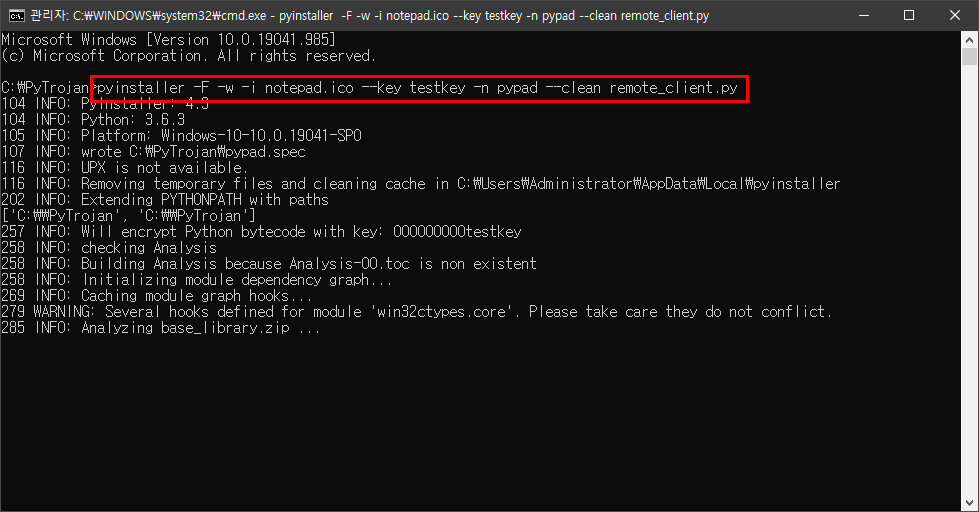 관리자: C:₩WINDOWS₩system32₩cmd.exe - pyinstaller -F -w -i notepad.ico --key testkey -n pypad --clean remote_client.py
Microsoft Windows [Version 10.0.19041.985]
(c) Microsoft Corporation. All rights reserved.
C:₩PyTrojan>pyinstaller -F -w -i notepad.ico --key testkey -n pypad --clean remote_client.py
104 INFO: PyInstaller: 4.3
104 INFO: Python: 3.6.3
105 INFO: Platform: Windows-10-10.0.19041-SP0
107 INFO: wrote C:₩PyTrojan₩pypad.spec
116 INFO: UPX is not available.
116 INFO: Removing temporary files and cleaning cache in C:₩Users₩Administrator₩AppData₩Local₩pyinstaller
202 INFO: Extending PYTHONPATH with paths
['C:₩₩PyTrojan', 'C:₩₩PyTrojan']
257 INFO: Will encrypt Python bytecode with key: 000000000testkey
258 INFO: checking Analysis
258 INFO: Building Analysis because Analysis-00.toc is non existent
258 INFO: Initializing module dependency graph...
269 INFO: Caching module graph hooks...
279 WARNING: Several hooks defined for module 'win32ctypes.core'. Please take care they do not conflict.
285 INFO: Analyzing base_library.zip ...